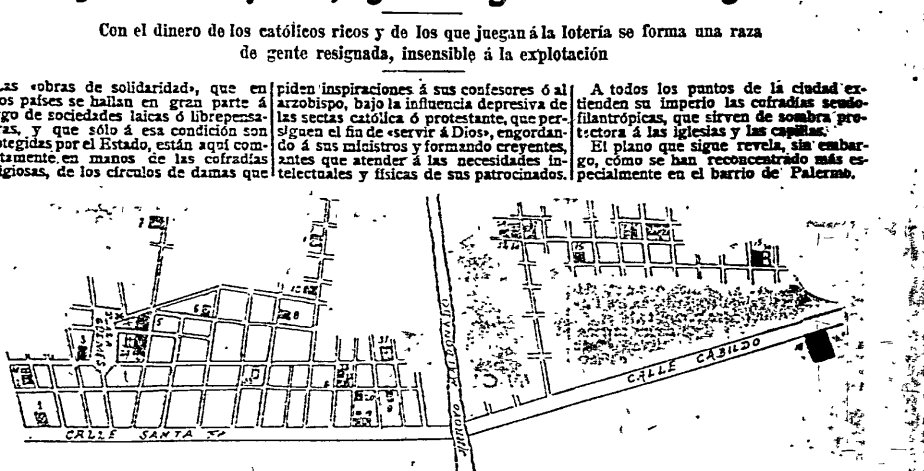 Con el dinero de los católicos ricos y de los que juegan á la lotería se forma una raza
de gente resignada, insensible á la explotación
las «obras de solidaridad», que en
os países se hallan en gran parte á
go de sociedades laicas ó librepensa-
ras, y que sólo á esa condición son
tegidas por el Estado, están aquí com-
tamente en manos de las cofradías
igiosas, de los círculos de damas que
piden inspiraciones á sus confesores ó al
arzobispo, bajo la influencia depresiva de
las sectas católica ó protestante, que per-
siguen el fin de «servir á Dios», engordan-
do á sus ministros y formando creyentes,
antes que atender á las necesidades in-
telectuales y físicas de sus patrocinados.
A todos los puntos de la ciudad ex-
tienden su imperio las cofradías seudo-
filantrópicas, que sirven de sombra pro-
tectora á las iglesias y las capillas.
El plano que sigue revela, sin embar-
go, cómo se han reconcentrado más es-
pecialmente en el barrio de Palermo.
CALLE SANTA FE
ARROYO MALDONADO
CALLE CABILDO